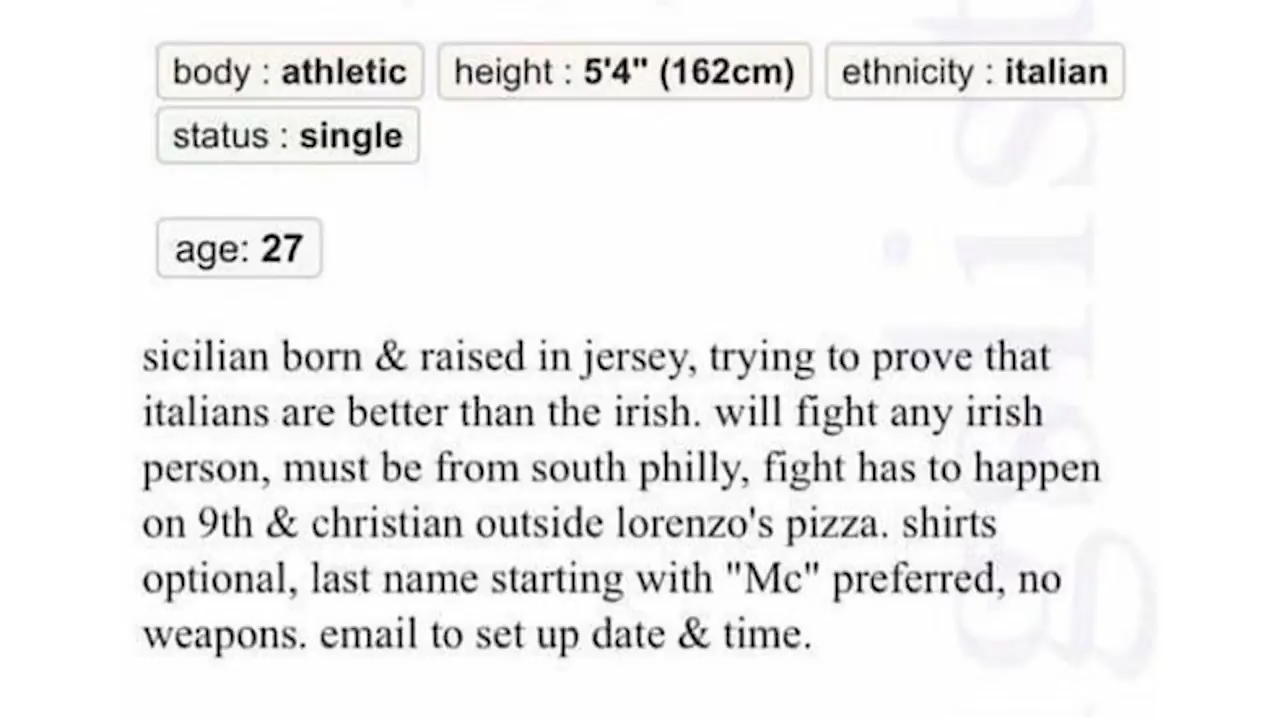 body : athletic height : 5'4" (162cm) ethnicity : italian
status : single
age: 27
sicilian born & raised in jersey, trying to prove that
italians are better than the irish. will fight any irish
person, must be from south philly, fight has to happen
on 9th & christian outside lorenzo's pizza. shirts
optional, last name starting with "Mc" preferred, no
weapons. email to set up date & time.